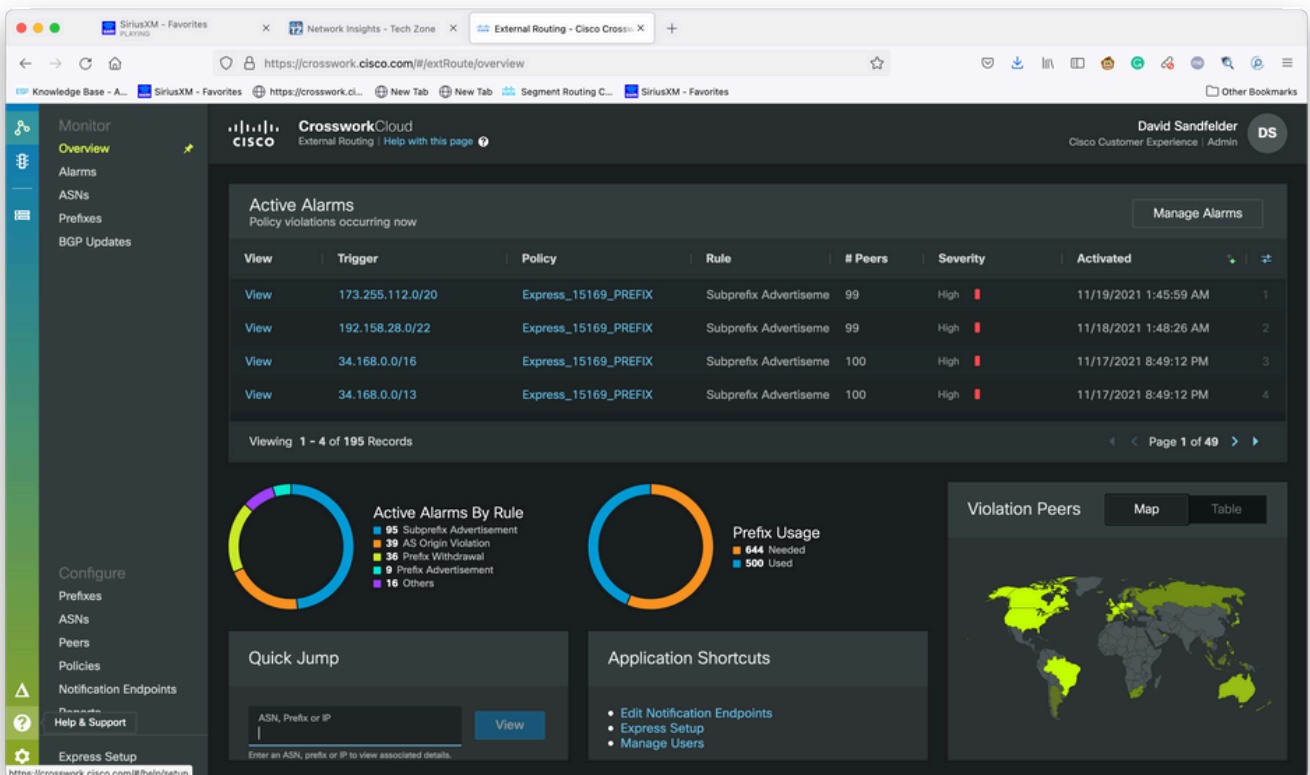 SiriusXM - Favorites
PLAYING
Network Insights - Tech Zone
External Routing - Cisco Crossw
https://crosswork.cisco.com/#/extRoute/overview
Knowledge Base - A... SiriusXM - Favorites https://crosswork.ci... New Tab New Tab Segment Routing C... SiriusXM - Favorites Other Bookmarks
Monitor
Overview
Alarms
ASNs
Prefixes
BGP Updates
CISCO CrossworkCloud
External Routing | Help with this page
David Sandfelder
Cisco Customer Experience | Admin
DS
Active Alarms
Policy violations occurring now
Manage Alarms
View Trigger Policy Rule # Peers Severity Activated
View 173.255.112.0/20 Express_15169_PREFIX Subprefix Advertiseme 99 High 11/19/2021 1:45:59 AM 1
View 192.158.28.0/22 Express_15169_PREFIX Subprefix Advertiseme 99 High 11/18/2021 1:48:26 AM 2
View 34.168.0.0/16 Express_15169_PREFIX Subprefix Advertiseme 100 High 11/17/2021 8:49:12 PM 3
View 34.168.0.0/13 Express_15169_PREFIX Subprefix Advertiseme 100 High 11/17/2021 8:49:12 PM 4
Viewing 1 - 4 of 195 Records
Page 1 of 49
Active Alarms By Rule
95 Subprefix Advertisement
39 AS Origin Violation
36 Prefix Withdrawal
9 Prefix Advertisement
16 Others
Prefix Usage
644 Needed
500 Used
Violation Peers
Map
Table
Configure
Prefixes
ASNs
Peers
Policies
Notification Endpoints
Reports
Help & Support
Express Setup
https://crosswork.cisco.com/#/help/setup
Quick Jump
ASN, Prefix or IP
View
Enter an ASN, prefix or IP to view associated details.
Application Shortcuts
Edit Notification Endpoints
Express Setup
Manage Users